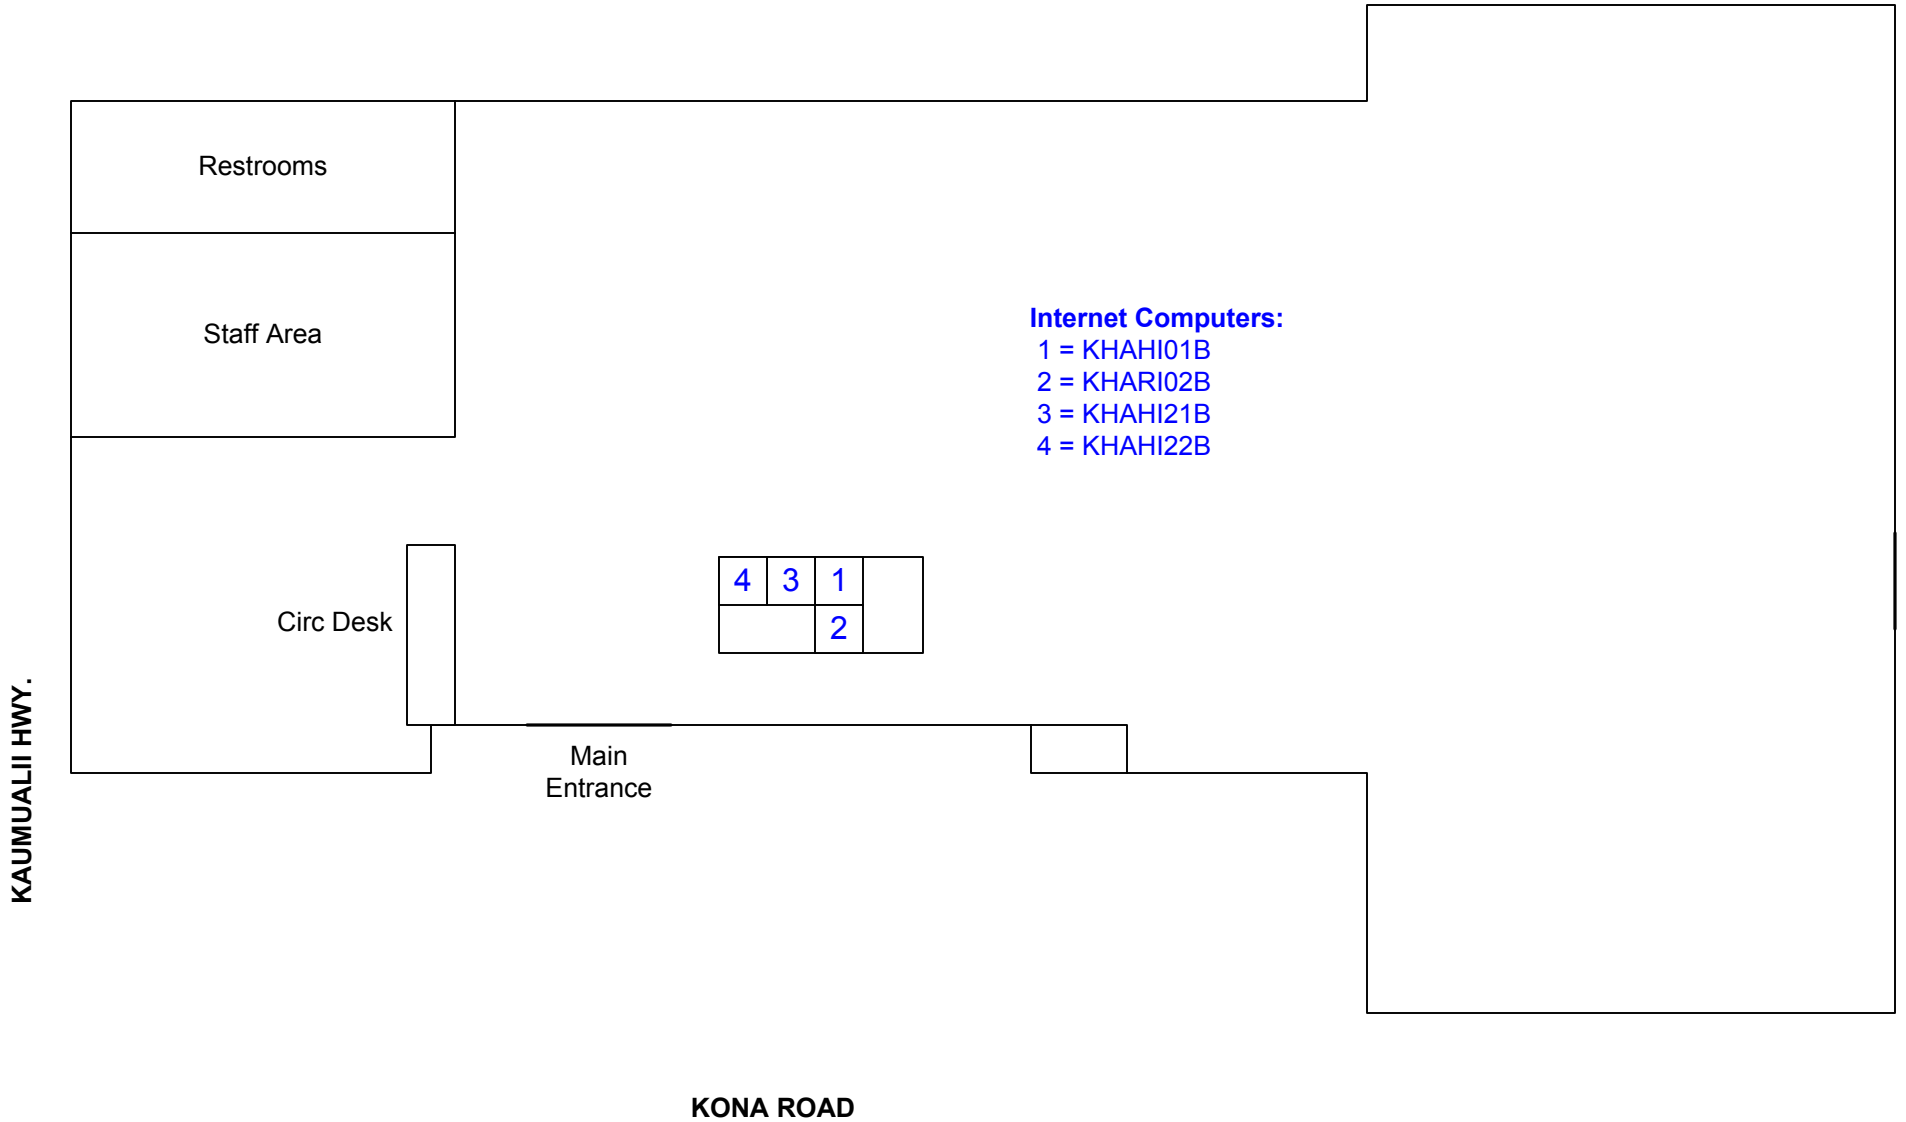 Restrooms
Staff Area
Internet Computers:
1 = KHAHI01B
2 = KHARI02B
3 = KHAHI21B
4 = KHAHI22B
4 3 1
2
Circ Desk
Main
Entrance
KAUMUALII HWY.
KONA ROAD